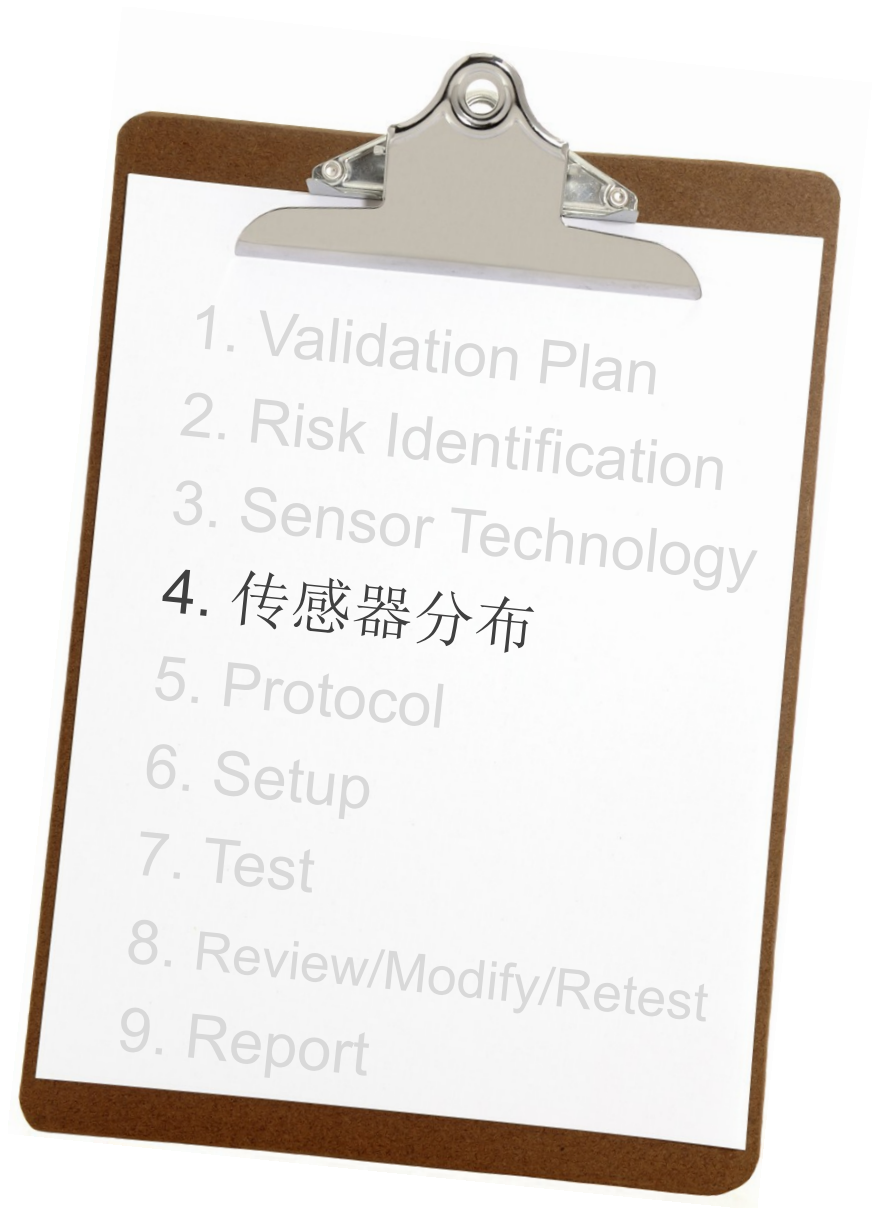 1. Validation Plan
2. Risk Identification
3. Sensor Technology
4. 传感器分布
5. Protocol
6. Setup
7. Test
8. Review/Modify/Retest
9. Report